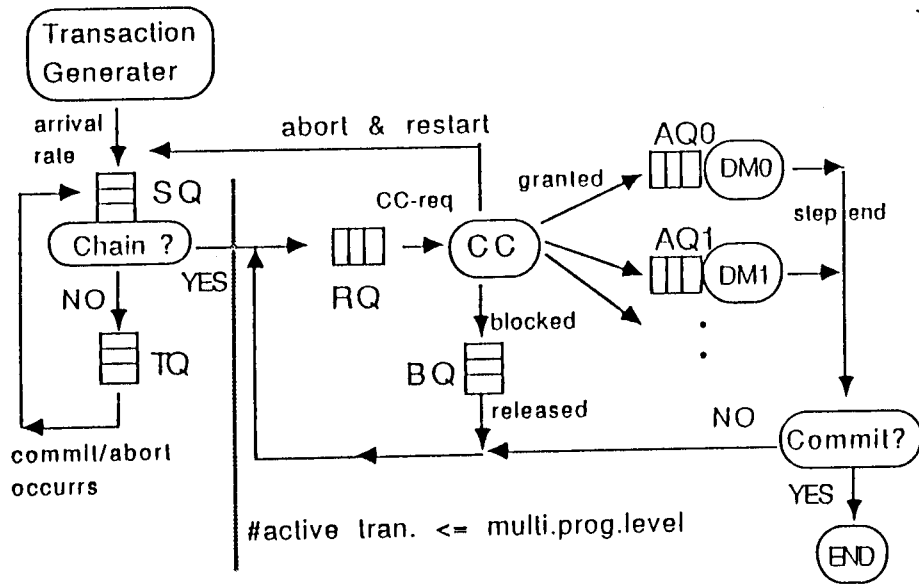 Transaction
Generater
arrival
rate
abort & restart
SQ
CC-req
granted
AQ0
DM0
step end
Chain ?
YES
RQ
CC
AQ1
DM1
NO
TQ
blocked
BQ
released
NO
Commit?
commit/abort
occurrs
YES
#active tran. <= multi.prog.level
END